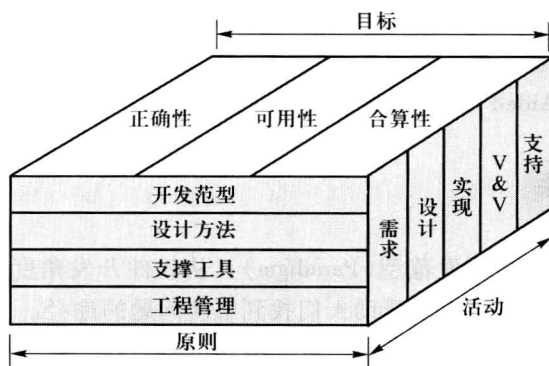 目标
正确性
可用性
合算性
开发范型
设计方法
支撑工具
工程管理
需求
设计
实现
V&V
支持
原则
活动
Aided
Paradigm)